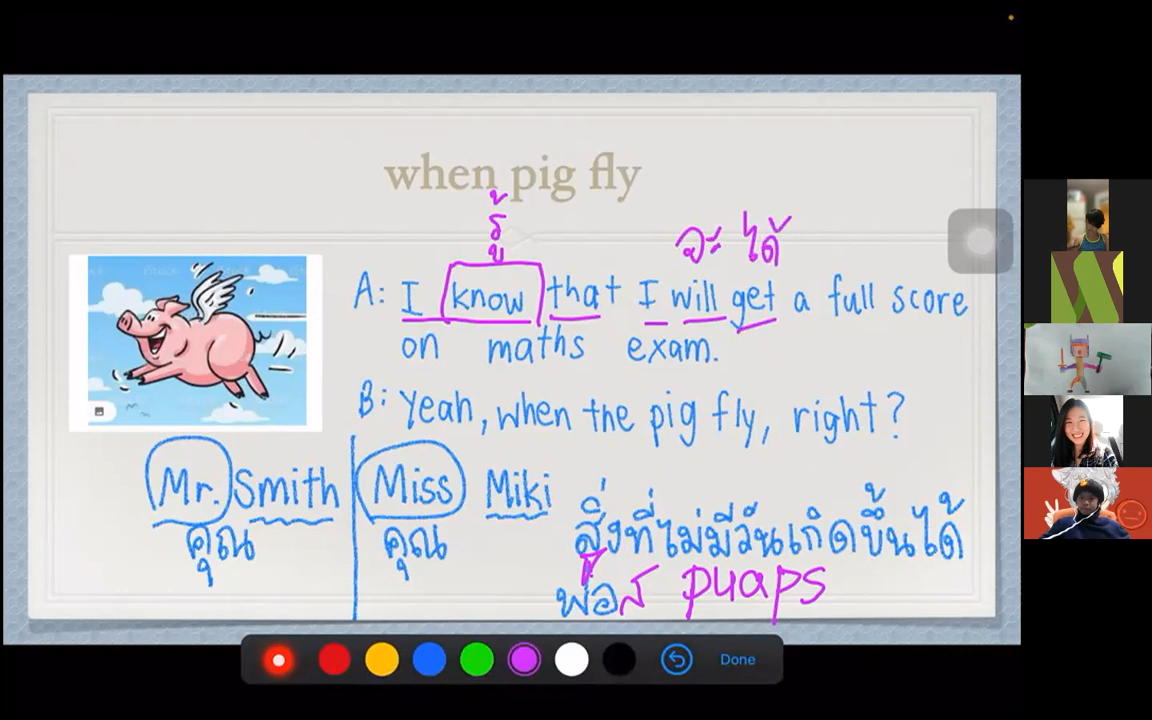 when pig fly
รู้
จะ ได้
A: I know that I will get a full score
on maths exam.
B: Yeah, when the pig fly, right?
Mr. Smith
คุณ
Miss Miki
คุณ
สิ่งที่ไม่มีวันเกิดขึ้นได้
Done